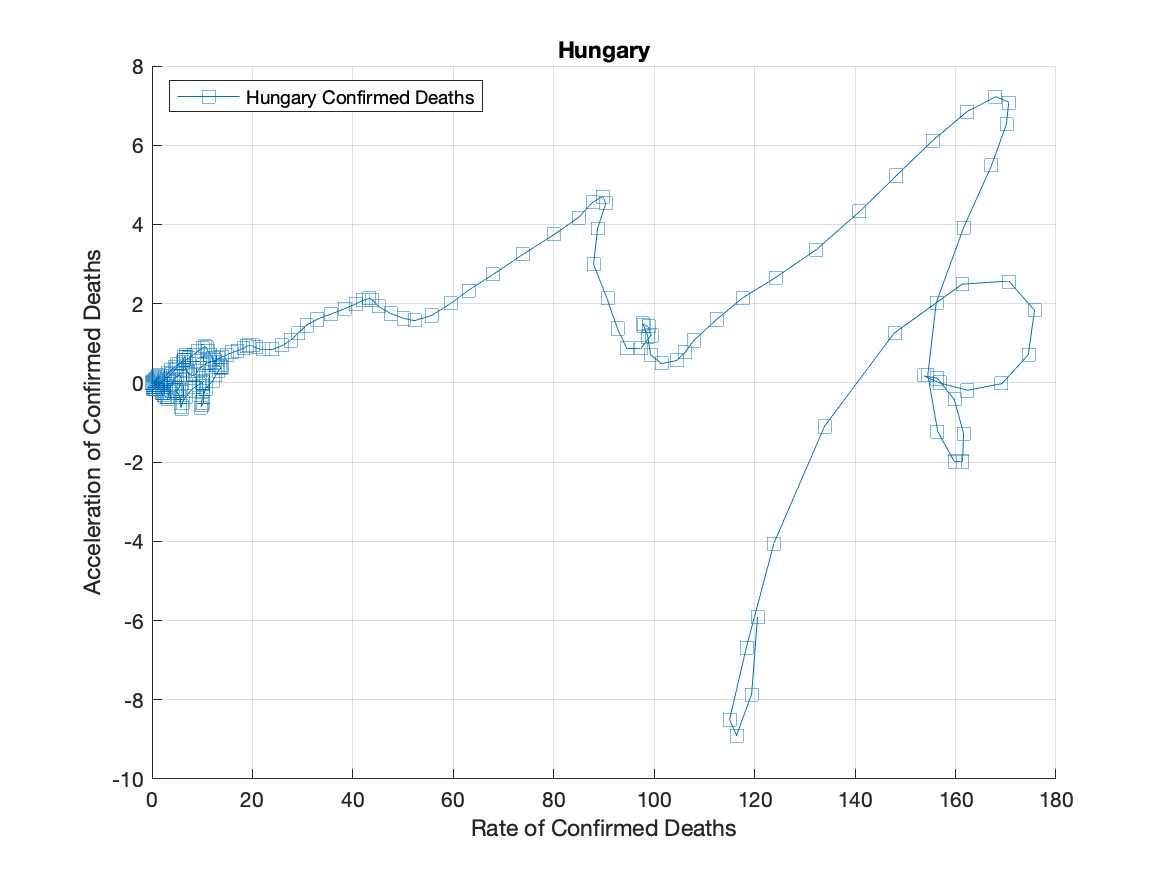 Hungary
Hungary Confirmed Deaths
8
6
4
2
0
-2
-4
-6
-8
-10
Acceleration of Confirmed Deaths
0 20 40 60 80 100 120 140 160 180
Rate of Confirmed Deaths